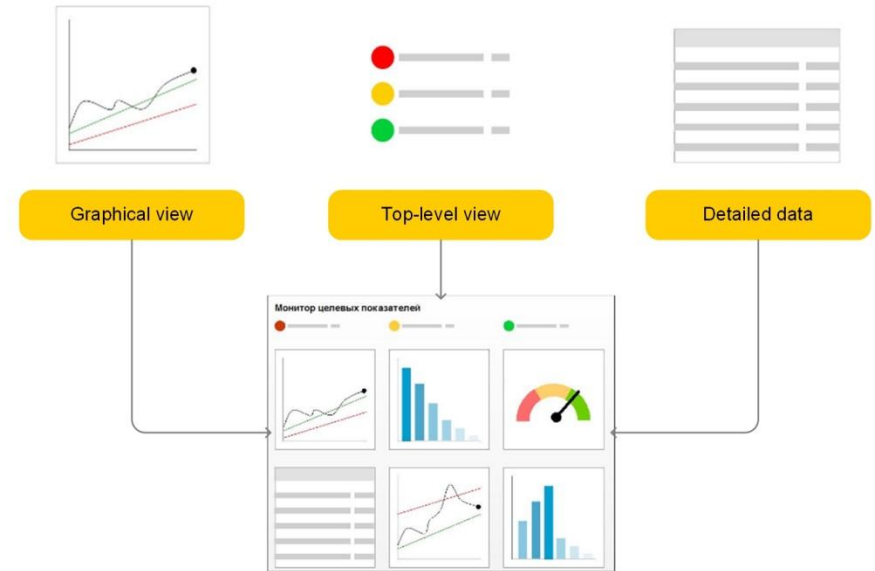 Graphical view
Top-level view
Detailed data
Монитор целевых показателей